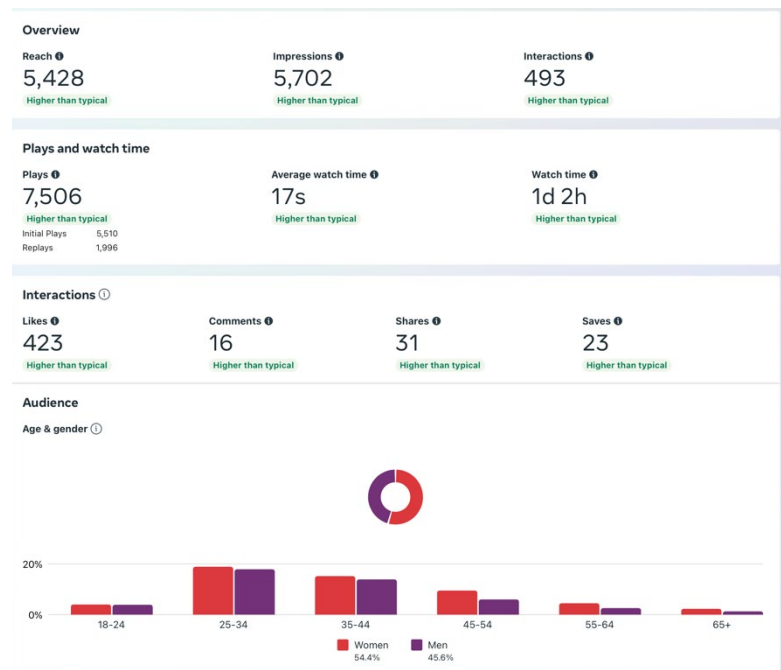 Overview
Reach
5,428
Higher than typical
Impressions
5,702
Higher than typical
Interactions
493
Higher than typical
Plays and watch time
Plays
7,506
Higher than typical
Initial Plays 5,510
Replays 1,996
Average watch time
17s
Higher than typical
Watch time
1d 2h
Higher than typical
Interactions
Likes
423
Higher than typical
Comments
16
Higher than typical
Shares
31
Higher than typical
Saves
23
Higher than typical
Audience
Age & gender
20%
0%
18-24 25-34 35-44 45-54 55-64 65+
Women
54.4%
Men
45.6%